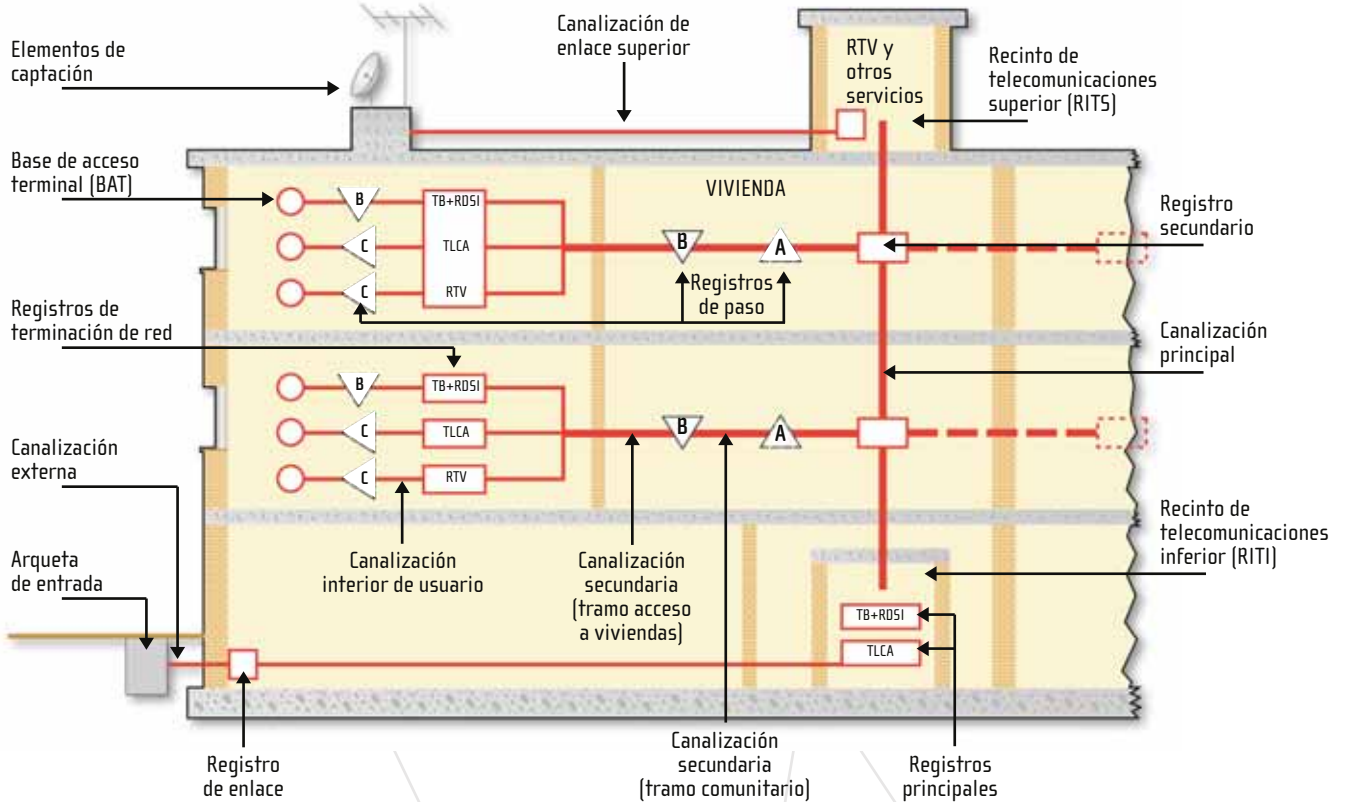 Elementos de
captación
Canalización de
enlace superior
RTV y
otros
servicios
Recinto de
telecomunicaciones
superior (RITS)
Base de acceso
terminal (BAT)
VIVIENDA
B
TB+RDSI
C
TLCA
C
RTV
B
A
Registros
de paso
Registro
secundario
Registros de
terminación de red
Canalización
principal
B
TB+RDSI
C
TLCA
C
RTV
B
A
Canalización
externa
Arqueta
de entrada
Canalización
interior de usuario
Canalización
secundaria
(tramo acceso
a viviendas)
Recinto de
telecomunicaciones
inferior (RITI)
TB+RDSI
TLCA
Registro
de enlace
Canalización
secundaria
(tramo comunitario)
Registros
principales